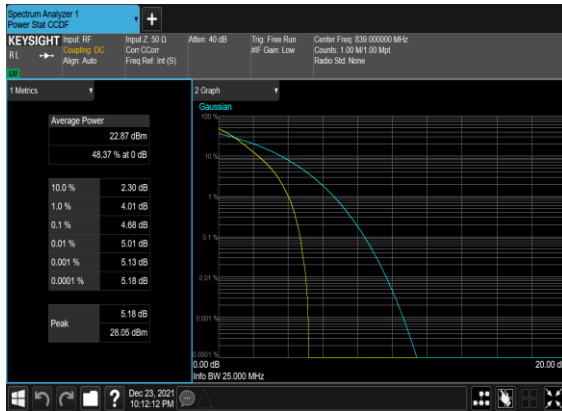 Spectrum Analyzer 1
Power Stat CCDF
+
KEYSIGHT
RL
Input: RF
Coupling: DC
Align: Auto
Input Z: 50 Ω
Corr CCorr
Freq Ref: Int (S)
Atten: 40 dB
Trig: Free Run
#IF Gain: Low
Center Freq: 839.000000 MHz
Counts: 1.00 M/1.00 Mpt
Radio Std: None
1 Metrics
Average Power
22.87 dBm
48.37 % at 0 dB
10.0 % 2.30 dB
1.0 % 4.01 dB
0.1 % 4.68 dB
0.01 % 5.01 dB
0.001 % 5.13 dB
0.0001 % 5.18 dB
Peak
5.18 dB
28.05 dBm
2 Graph
Gaussian
100 %
10 %
1 %
0.1 %
0.01 %
0.001 %
0.0001 %
0.00 dB
20.00 d
Info BW 25.000 MHz
?
Dec 23, 2021
10:12:12 PM